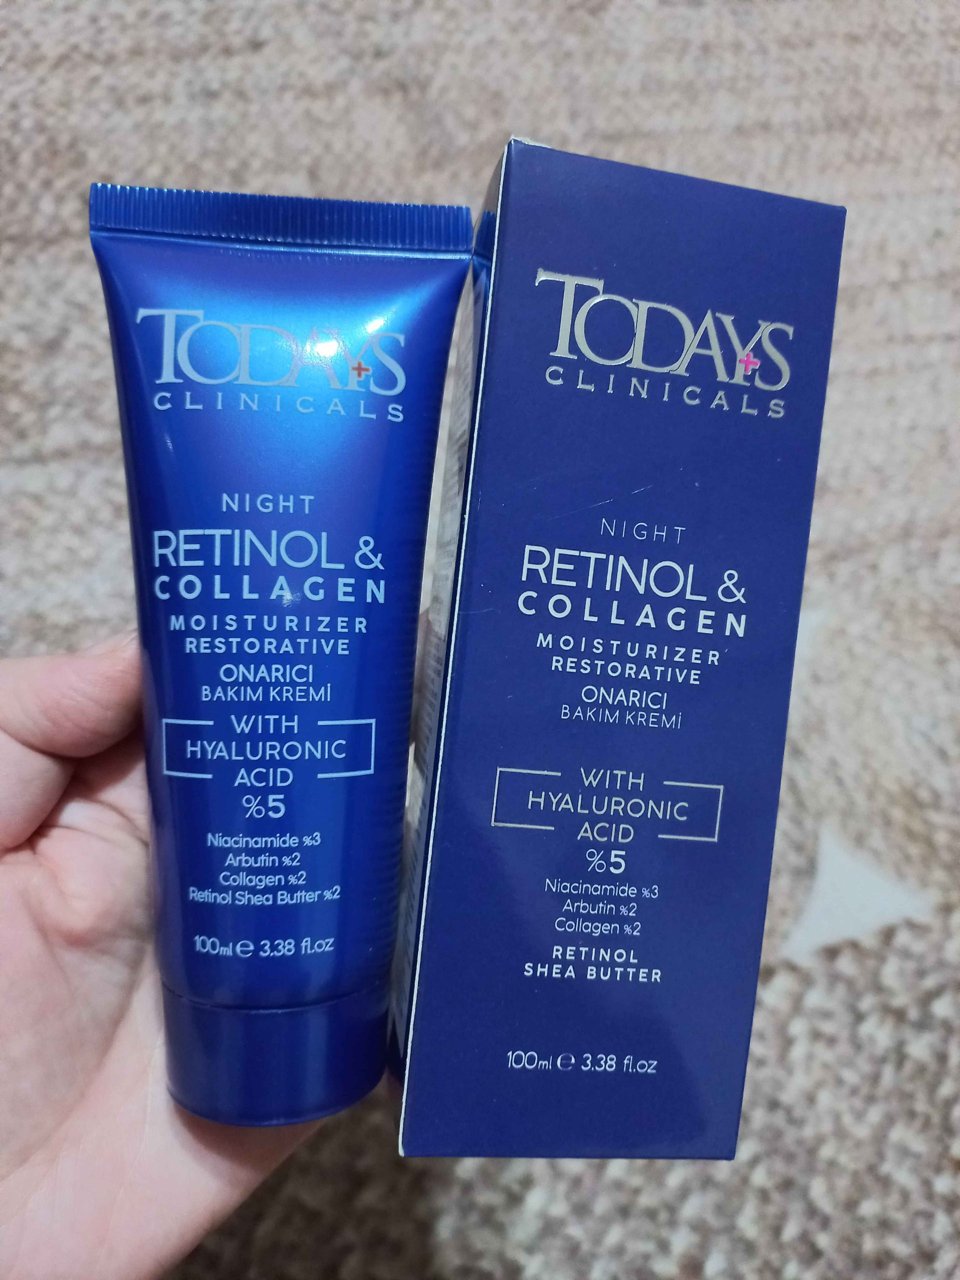 TODAY'S
CLINICALS
NIGHT
RETINOL &
COLLAGEN
MOISTURIZER
RESTORATIVE
ONARICI
BAKIM KREMİ
WITH
HYALURONIC
ACID
%5
Niacinamide %3
Arbutin %2
Collagen %2
Retinol Shea Butter %2
100ml e 3.38 fl.oz
TODAY'S
CLINICALS
NIGHT
RETINOL &
COLLAGEN
MOISTURIZER
RESTORATIVE
ONARICI
BAKIM KREMİ
WITH
HYALURONIC
ACID
%5
Niacinamide %3
Arbutin %2
Collagen %2
RETINOL
SHEA BUTTER
100ml e 3.38 fl.oz